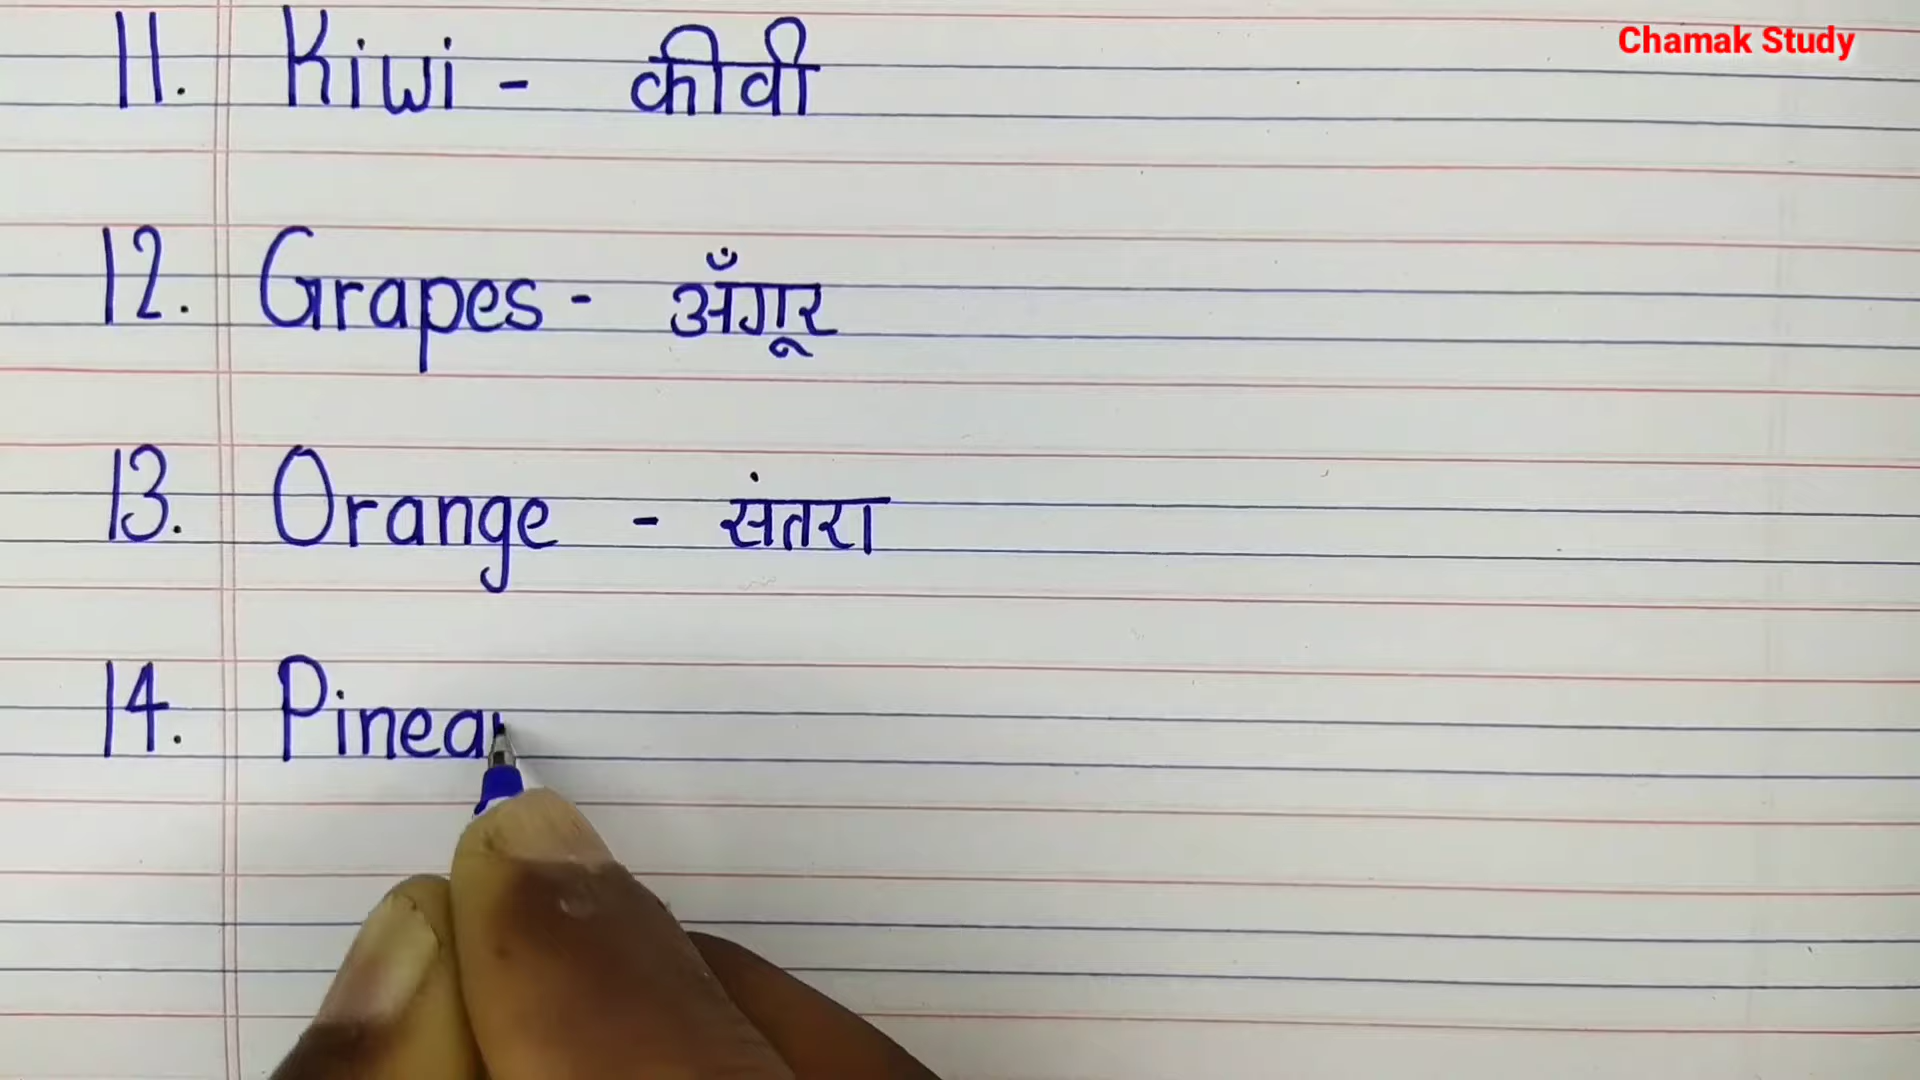 Chamak Study
11. Kiwi - कीवी
12. Grapes - अँगूर
13. Orange - संतरा
14. Pinea